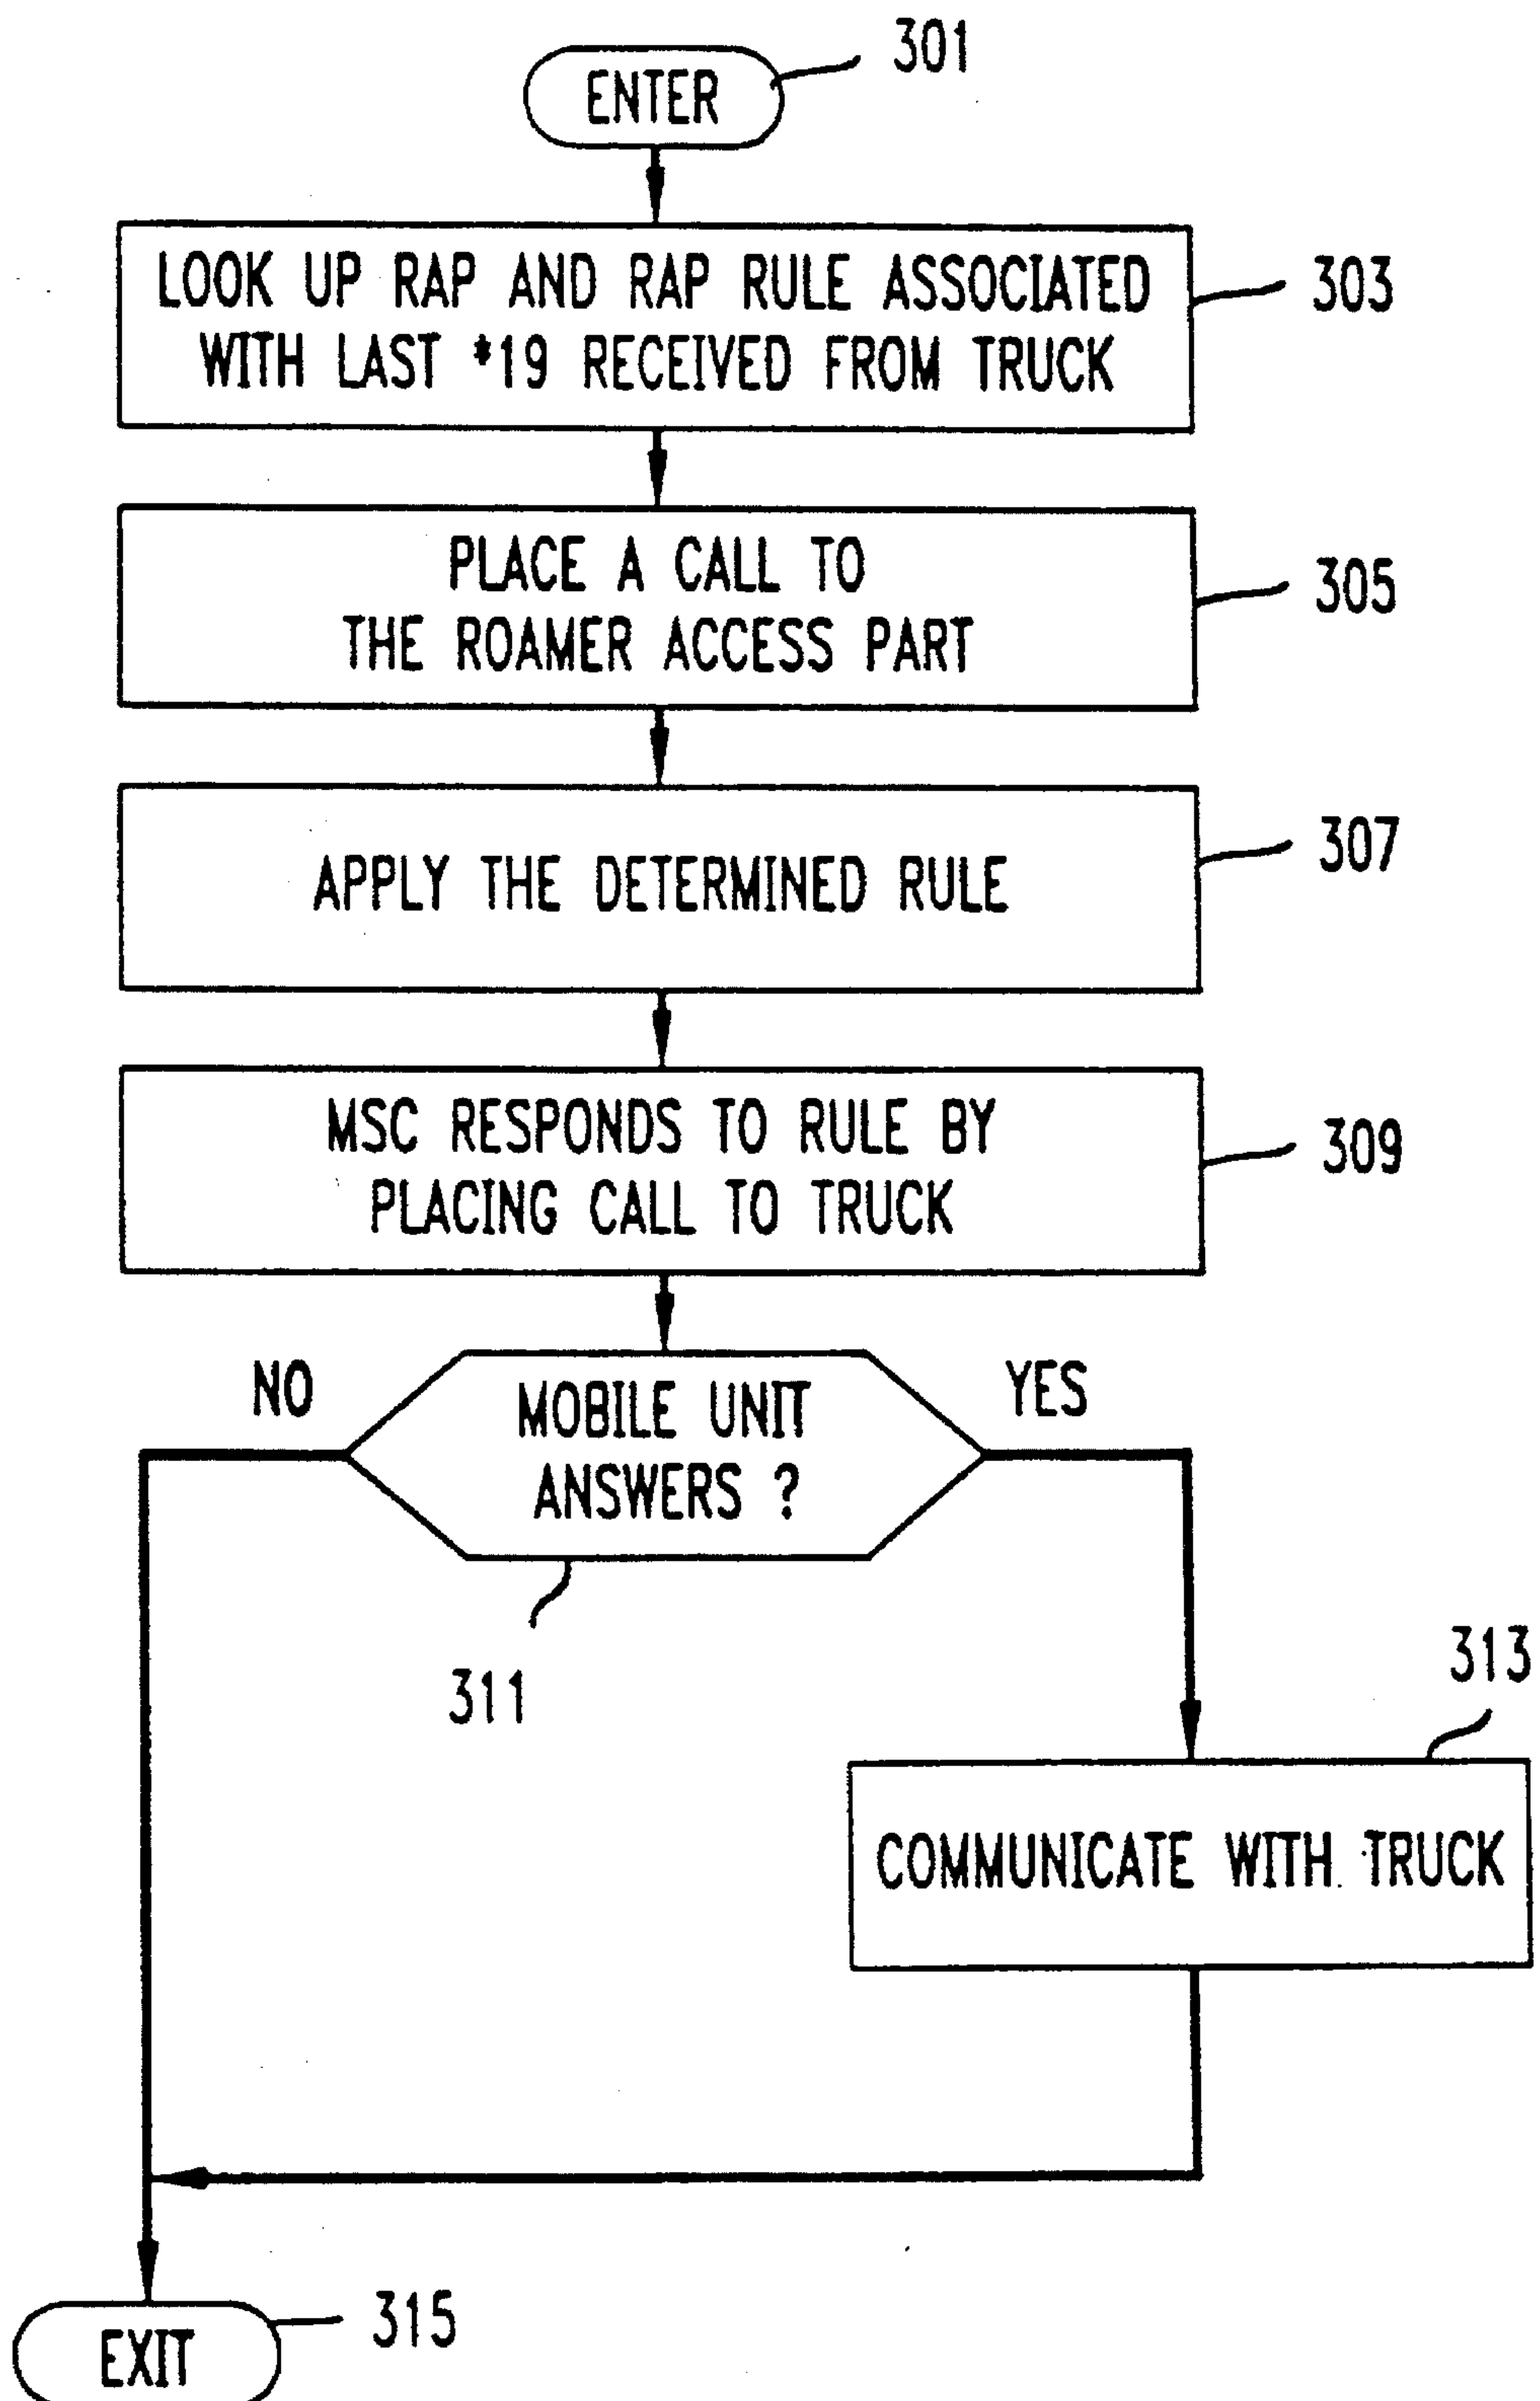 301
ENTER
LOOK UP RAP AND RAP RULE ASSOCIATED
WITH LAST *19 RECEIVED FROM TRUCK
303
PLACE A CALL TO
THE ROAMER ACCESS PART
305
APPLY THE DETERMINED RULE
307
MSC RESPONDS TO RULE BY
PLACING CALL TO TRUCK
309
NO
MOBILE UNIT
ANSWERS ?
YES
311
313
COMMUNICATE WITH TRUCK
315
EXIT